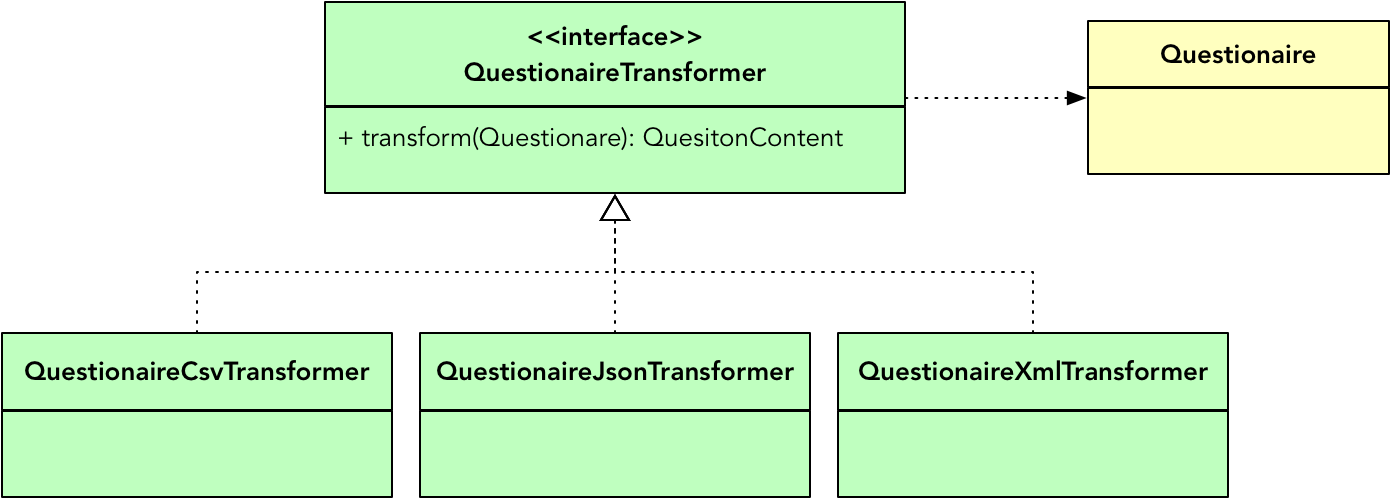 <<interface>>
QuestionaireTransformer
+ transform(Questionare): QuesitonContent
Questionaire
QuestionaireCsvTransformer
QuestionaireJsonTransformer
QuestionaireXmlTransformer